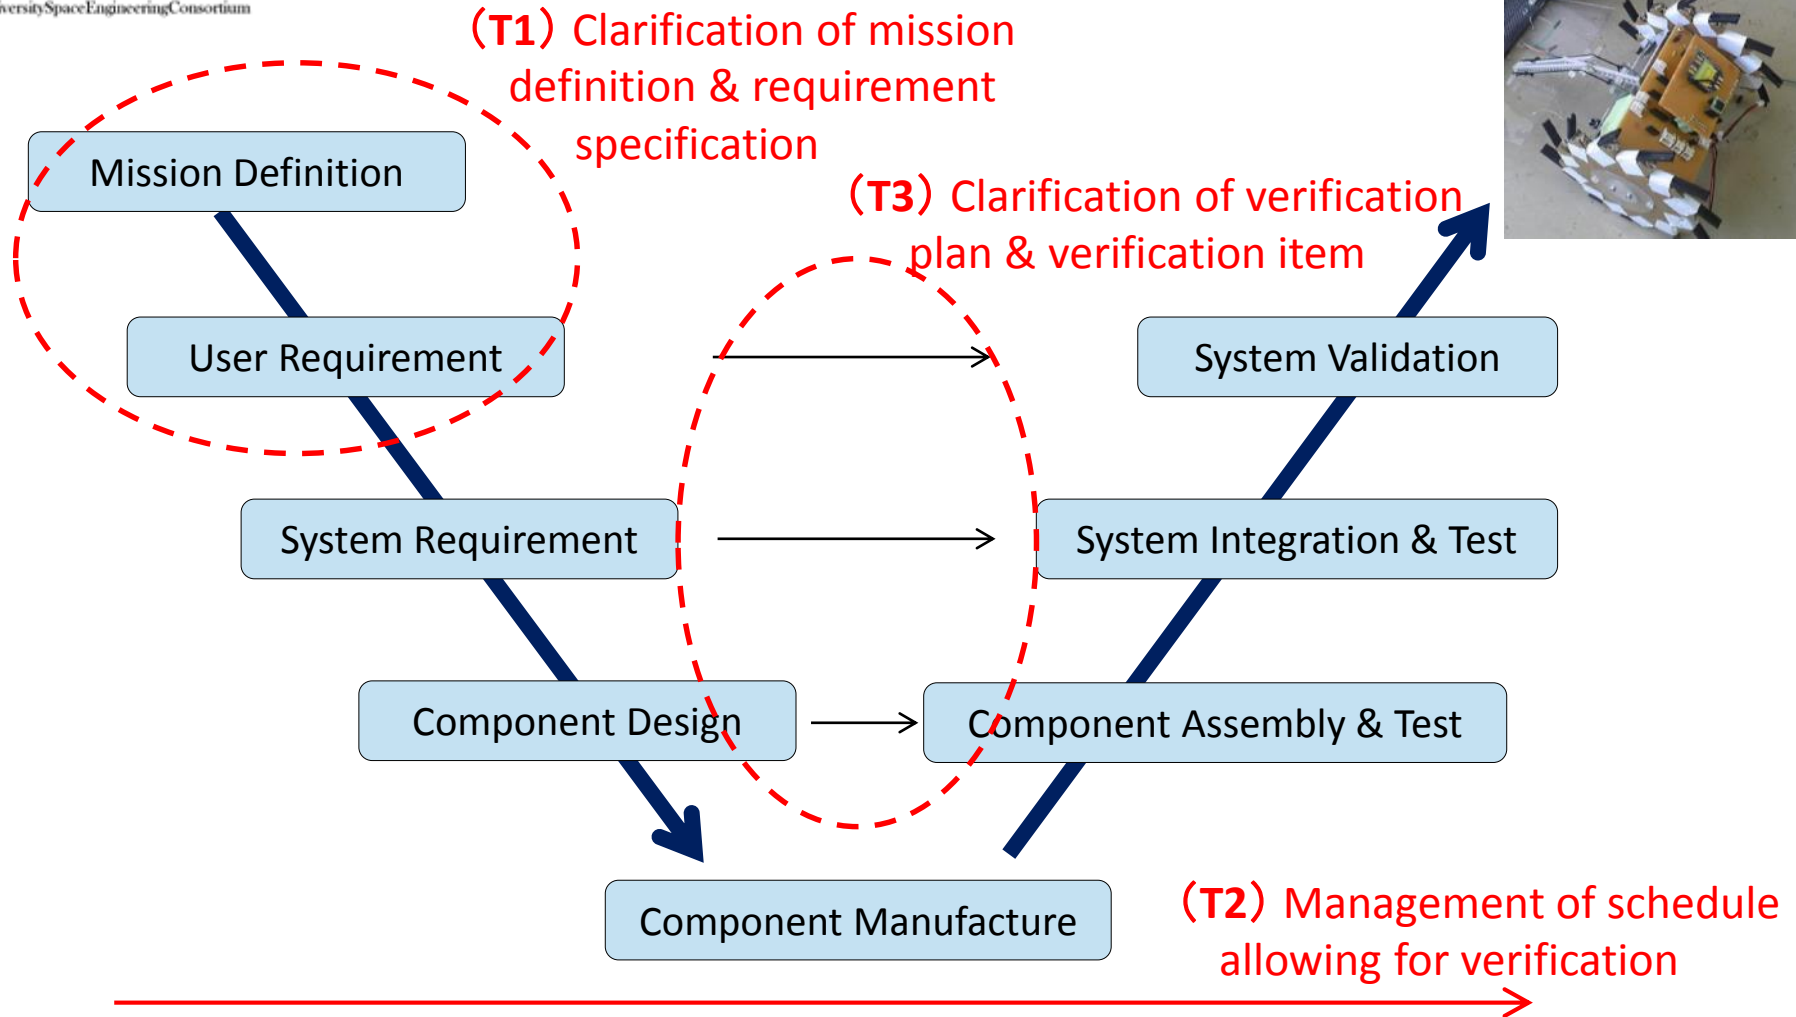 (T1) Clarification of mission
definition & requirement
specification
Mission Definition
(T3) Clarification of verification
plan & verification item
User Requirement
System Validation
System Requirement
System Integration & Test
Component Design
Component Assembly & Test
Component Manufacture
(T2) Management of schedule
allowing for verification